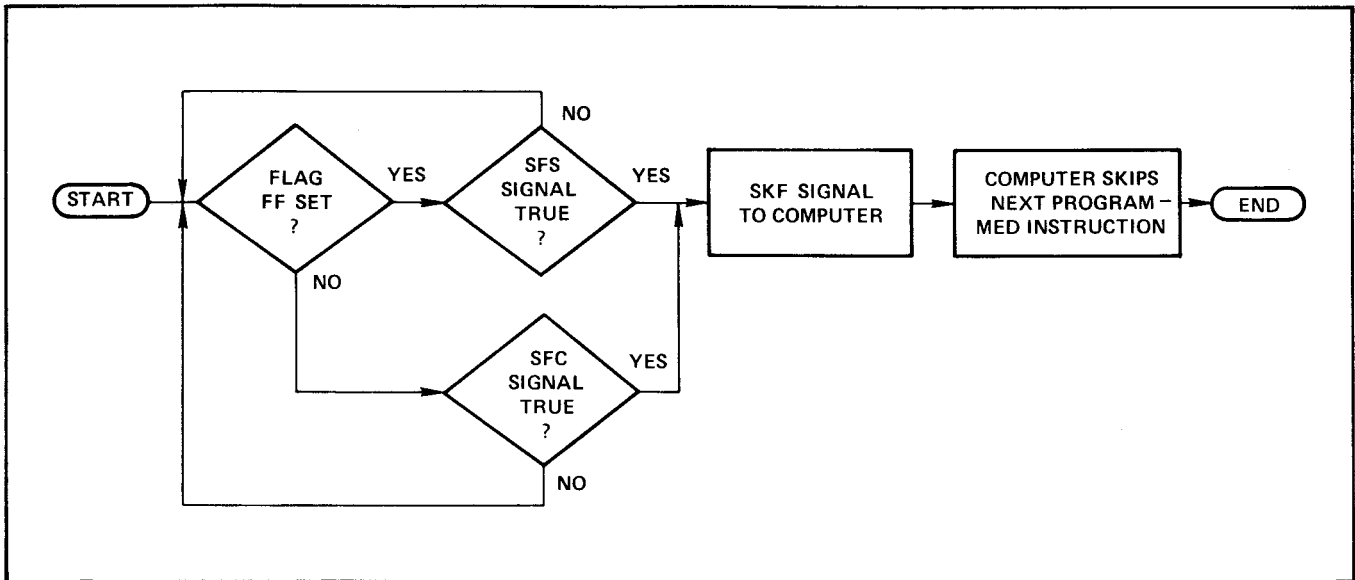 START
FLAG
FF SET
?
YES
NO
SFS
SIGNAL
TRUE
?
NO
YES
SFC
SIGNAL
TRUE
?
YES
NO
SKF SIGNAL
TO COMPUTER
COMPUTER SKIPS
NEXT PROGRAM–
MED INSTRUCTION
END